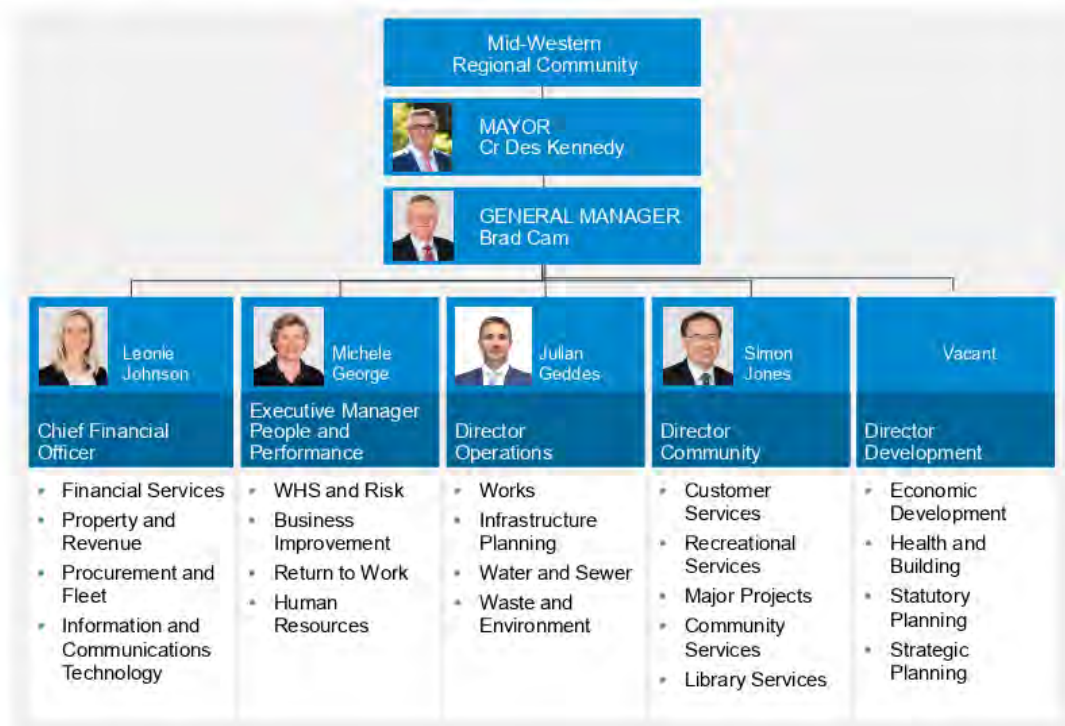 Mid-Western
Regional Community
MAYOR
Cr Des Kennedy
GENERAL MANAGER
Brad Cam
Leonie
Johnson
Chief Financial
Officer
• Financial Services
• Property and
Revenue
• Procurement and
Fleet
• Information and
Communications
Technology
Michele
George
Executive Manager
People and
Performance
• WHS and Risk
• Business
Improvement
• Return to Work
• Human
Resources
Julian
Geddes
Director
Operations
• Works
• Infrastructure
Planning
• Water and Sewer
• Waste and
Environment
Simon
Jones
Director
Community
• Customer
Services
• Recreational
Services
• Major Projects
• Community
Services
• Library Services
Vacant
Director
Development
• Economic
Development
• Health and
Building
• Statutory
Planning
• Strategic
Planning